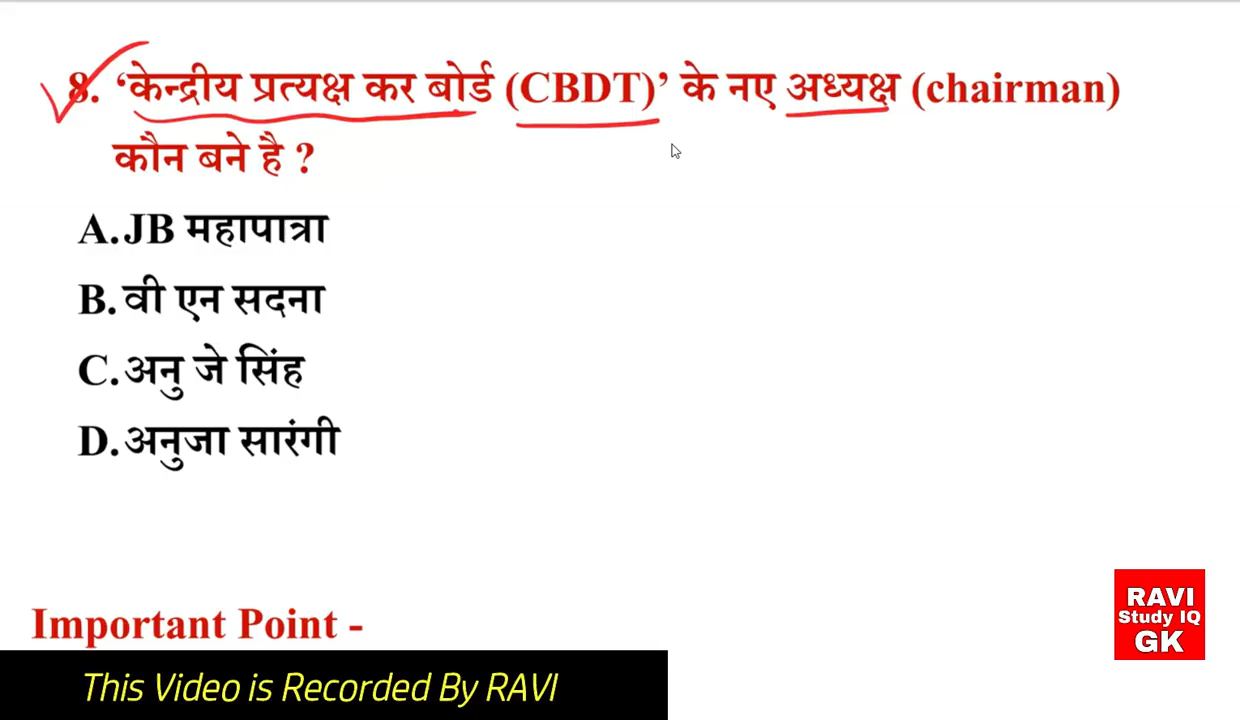 8. ‘केन्द्रीय प्रत्यक्ष कर बोर्ड (CBDT)’ के नए अध्यक्ष (chairman)
कौन बने है ?
A.JB महापात्रा
B.वी एन सदना
C.अनु जे सिंह
D.अनुजा सारंगी
Important Point -
RAVI
Study IQ
GK
This Video is Recorded By RAVI